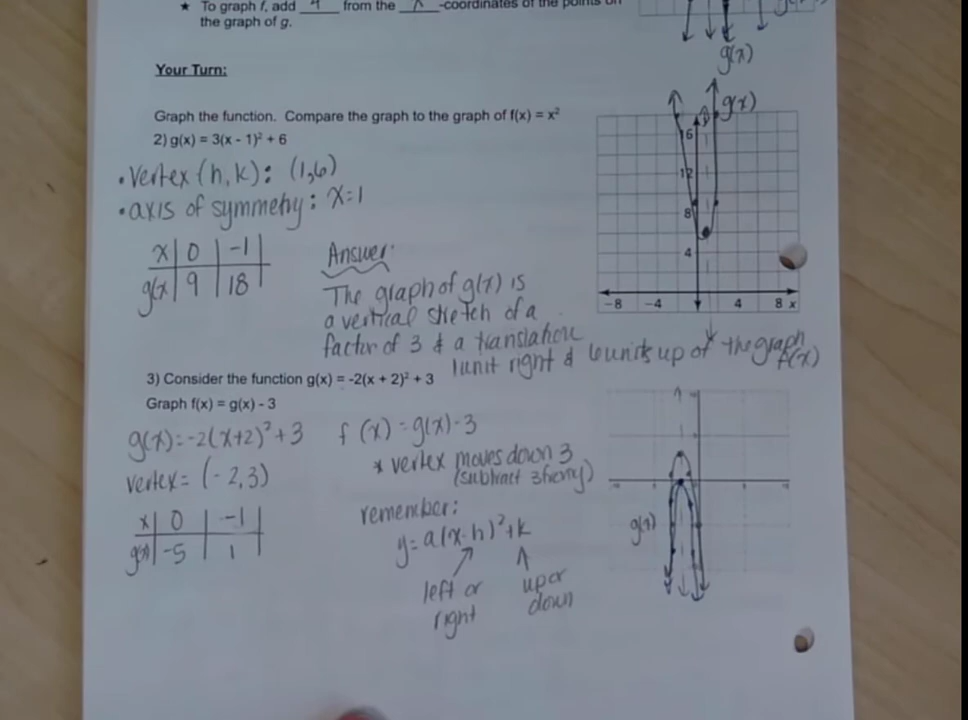 ★ To graph f, add ____ from the ____-coordinates of the points on
the graph of g.
g(x)
Your Turn:
Graph the function. Compare the graph to the graph of f(x) = x²
2) g(x) = 3(x - 1)² + 6
• vertex (h,k): (1,6)
• axis of symmetry: x=1
x | 0 | -1 |
g(x | 9 | 18 |
Answer:
The graph of g(x) is
a vertical stretch of a
factor of 3 & a translation
1 unit right & 6 units up of the graph
f(x)
g(x)
16
12
8
4
-8 -4 4 8 x
3) Consider the function g(x) = -2(x + 2)² + 3
Graph f(x) = g(x) - 3
g(x)=-2(x+2)²+3
vertex= (-2,3)
x | 0 | -1 |
g(x) | -5 | 1 |
f(x)=g(x)-3
* vertex moves down 3
(subtract 3 from y)
remember:
y=a(x-h)²+k
left or
right
up or
down
g(x)